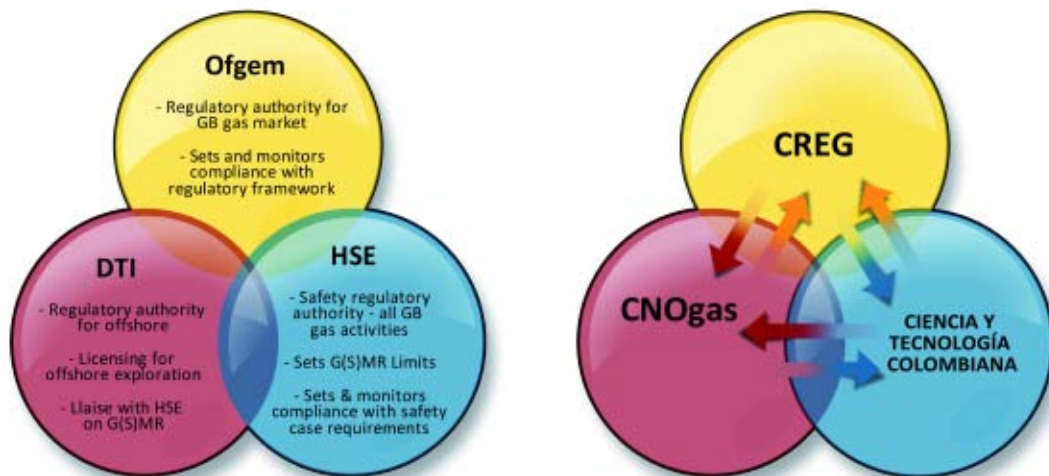 Ofgem
- Regulatory authority for
GB gas market
- Sets and monitors
compliance with
regulatory framework
DTI
- Regulatory authority
for offshore
- Licensing for
offshore exploration
- Llaise with HSE
on G(S)MR
HSE
- Safety regulatory
authority - all GB
gas activities
- Sets G(S)MR Limits
- Sets & monitors
compliance with safety
case requirements
CREG
CNOgas
CIENCIA Y
TECNOLOGÍA
COLOMBIANA